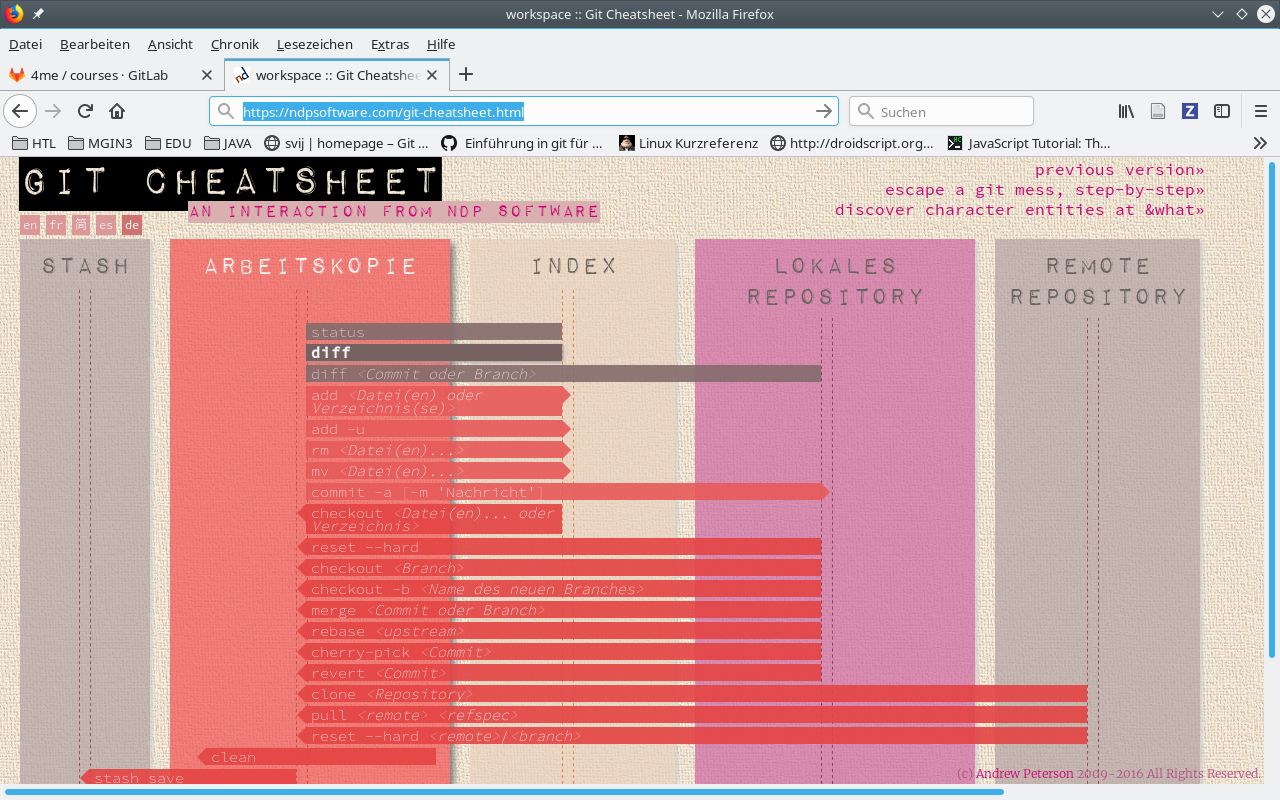 workspace :: Git Cheatsheet - Mozilla Firefox
Datei Bearbeiten Ansicht Chronik Lesezeichen Extras Hilfe
4me / courses · GitLab
workspace :: Git Cheatshee
https://ndpsoftware.com/git-cheatsheet.html
Suchen
HTL MGIN3 EDU JAVA svij | homepage – Git ... Einführung in git für ... Linux Kurzreferenz http://droidscript.org... JavaScript Tutorial: Th...
GIT CHEATSHEET
AN INTERACTION FROM NDP SOFTWARE
previous version»
escape a git mess, step-by-step»
discover character entities at &what»
en fr 简 es de
STASH
ARBEITSKOPIE
INDEX
LOKALES
REPOSITORY
REMOTE
REPOSITORY
status
diff
diff <Commit oder Branch>
add <Datei(en) oder
Verzeichnis(se)>
add -u
rm <Datei(en)...>
mv <Datei(en)...>
commit -a [-m 'Nachricht']
checkout <Datei(en)... oder
Verzeichnis>
reset --hard
checkout <Branch>
checkout -b <Name des neuen Branches>
merge <Commit oder Branch>
rebase <upstream>
cherry-pick <Commit>
revert <Commit>
clone <Repository>
pull <remote> <refspec>
reset --hard <remote>/<branch>
clean
stash save
(c) Andrew Peterson 2009-2016 All Rights Reserved.